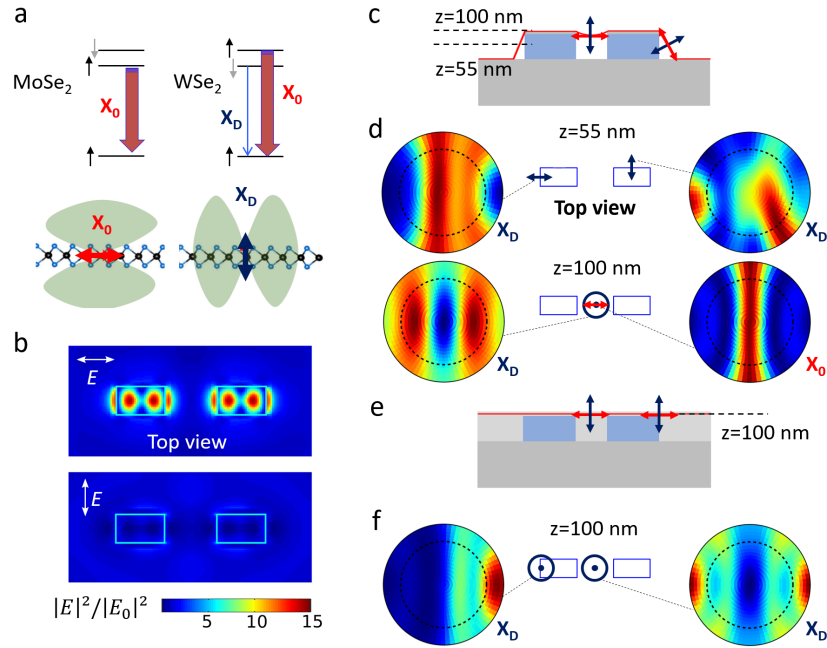 a
MoSe2
X0
WSe2
XD
X0
X0
XD
b
E
Top view
E
|E|²/|E0|²
5
10
15
c
z=100 nm
z=55 nm
d
z=55 nm
Top view
XD
XD
z=100 nm
XD
X0
e
z=100 nm
f
z=100 nm
XD
XD